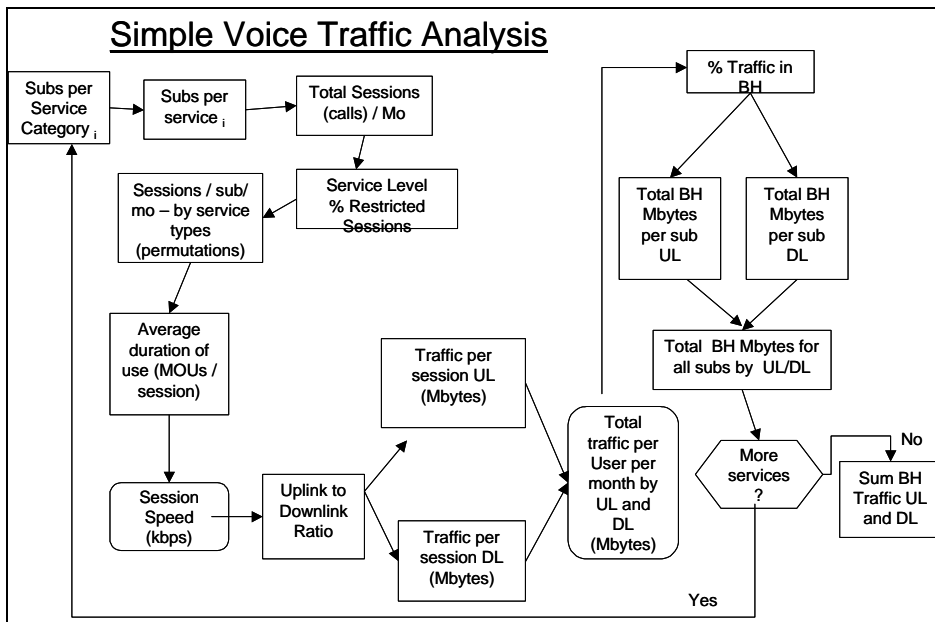 Simple Voice Traffic Analysis
Subs per
Service
Category i
Subs per
service i
Total Sessions
(calls) / Mo
Service Level
% Restricted
Sessions
Sessions / sub/
mo – by service
types
(permutations)
Average
duration of
use (MOUs /
session)
Session
Speed
(kbps)
Uplink to
Downlink
Ratio
Traffic per
session UL
(Mbytes)
Traffic per
session DL
(Mbytes)
Total
traffic per
User per
month by
UL and
DL
(Mbytes)
% Traffic in
BH
Total BH
Mbytes
per sub
UL
Total BH
Mbytes
per sub
DL
Total BH Mbytes for
all subs by UL/DL
More
services
?
No
Sum BH
Traffic UL
and DL
Yes